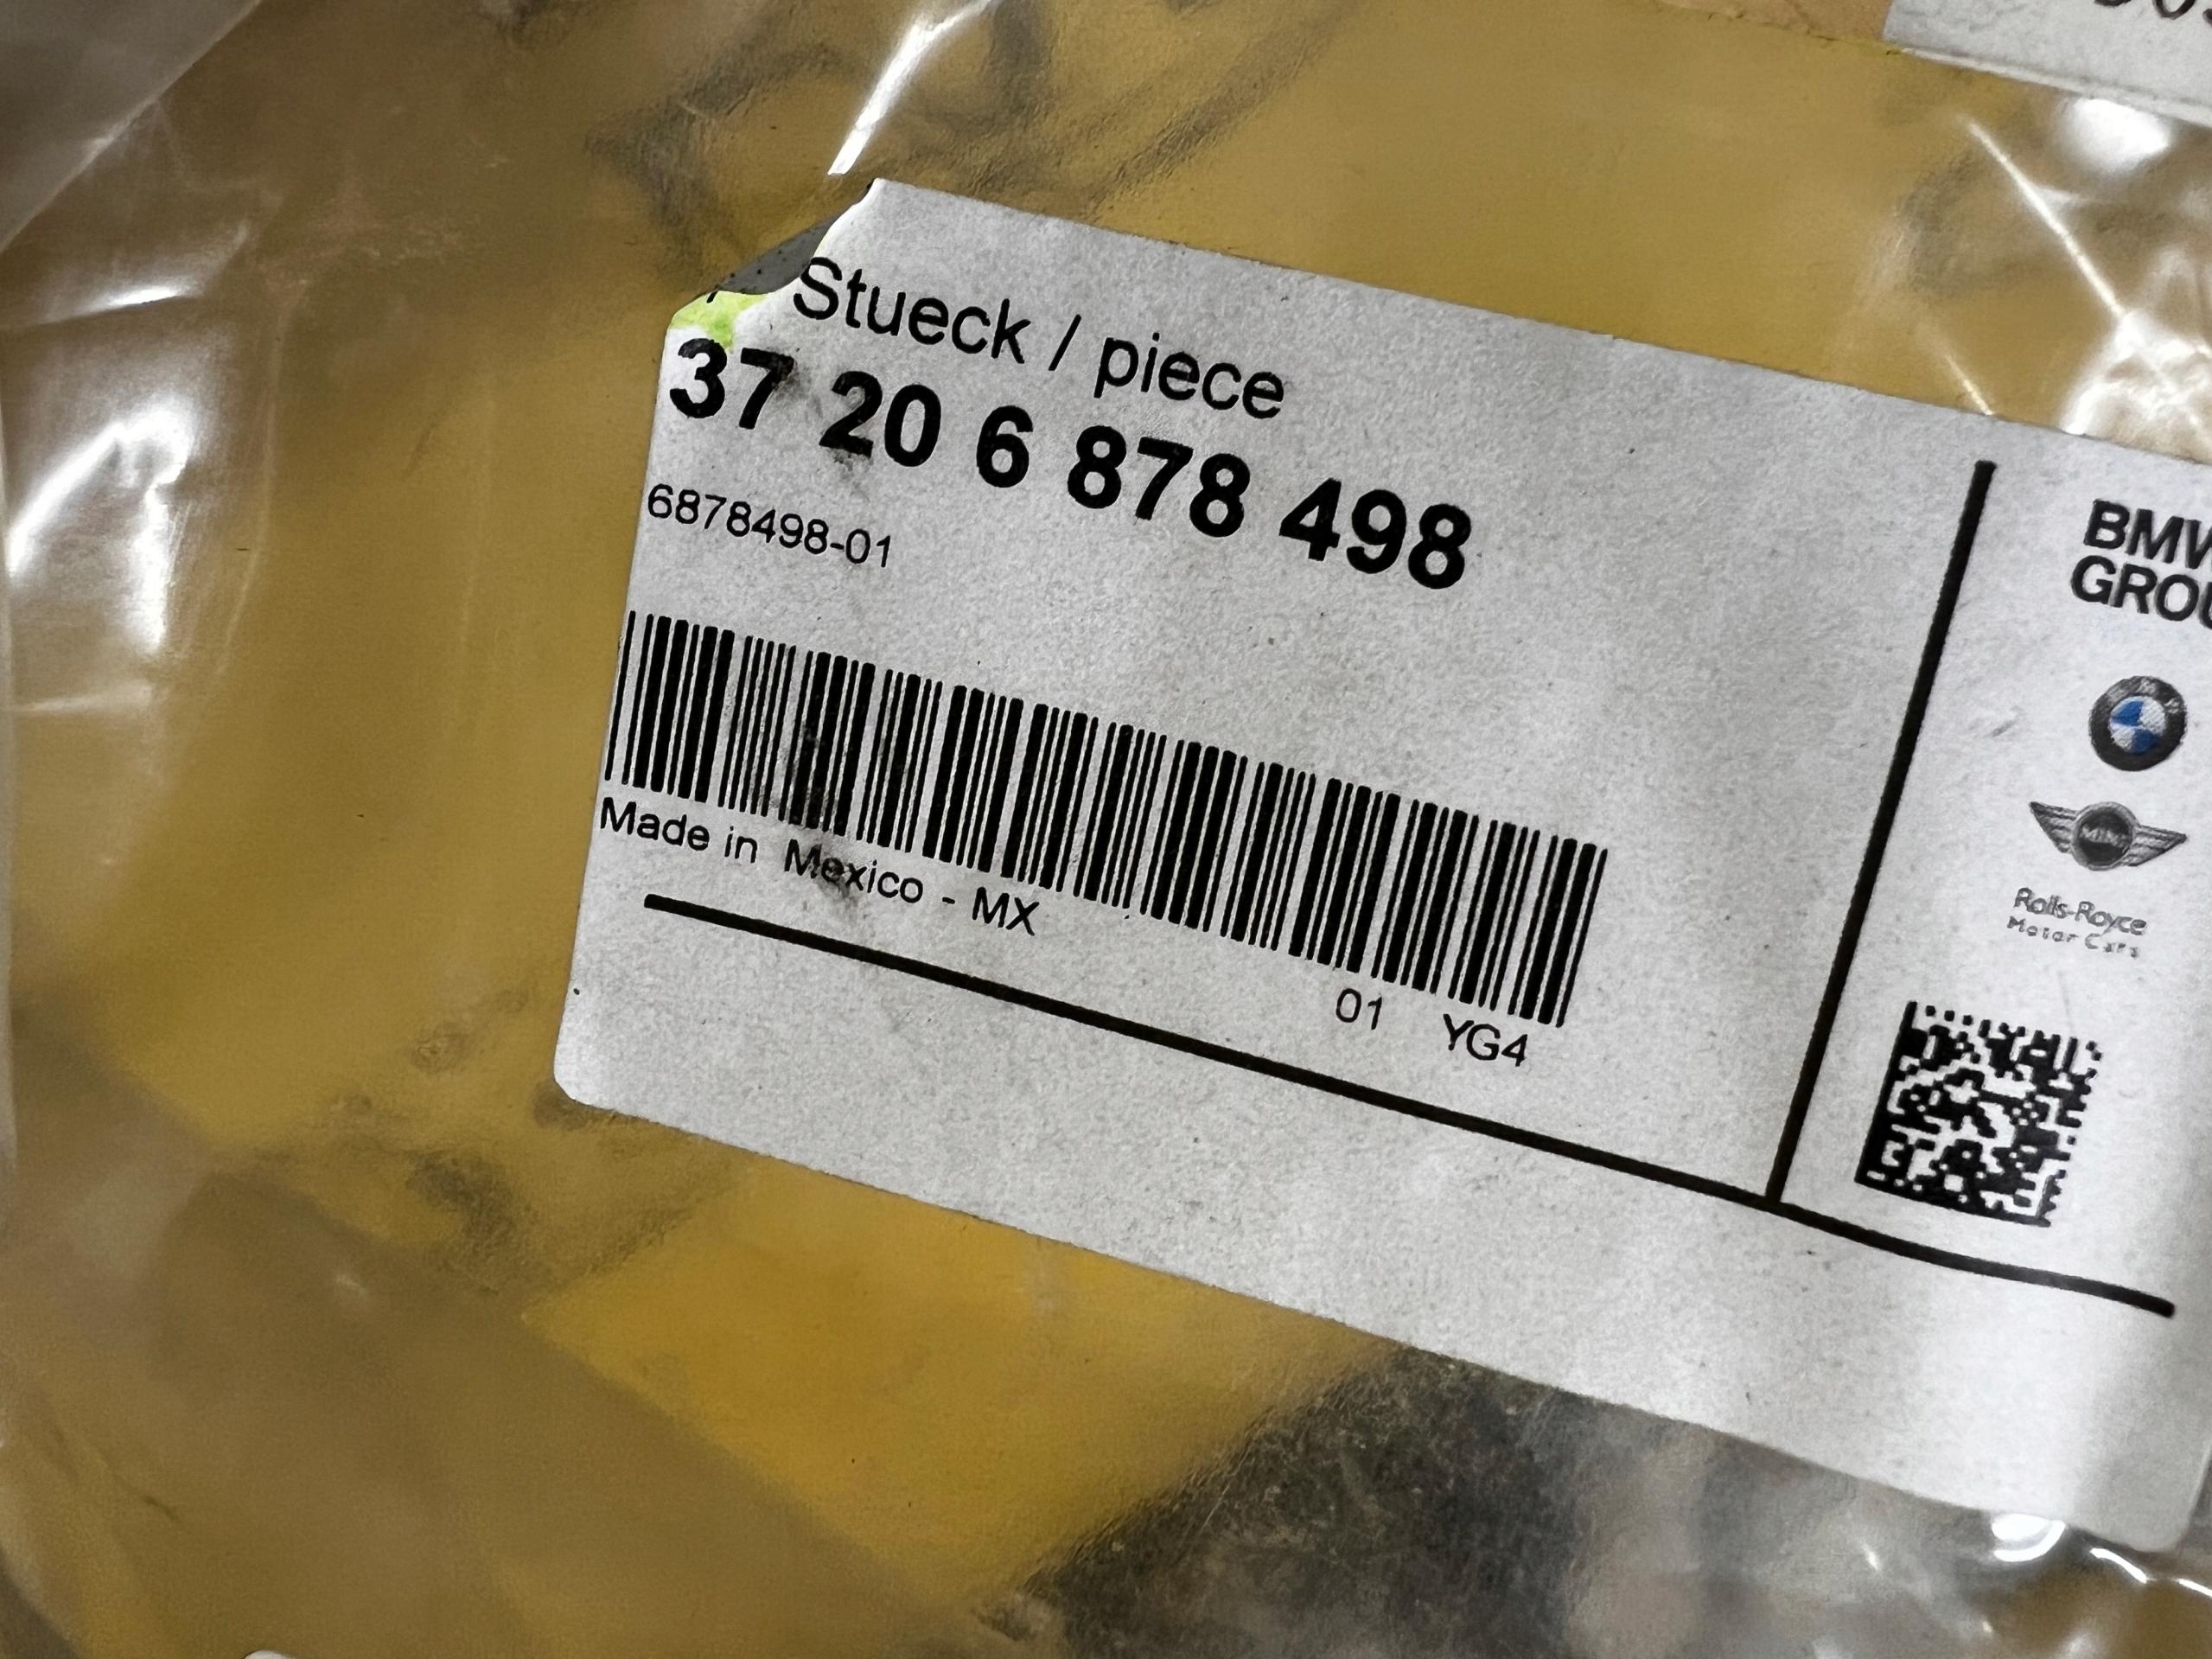 Stueck / piece
37 20 6 878 498
6878498-01
Made in Mexico - MX
01 YG4
BMW
GROU
MINI
Rolls-Royce
Motor Cars